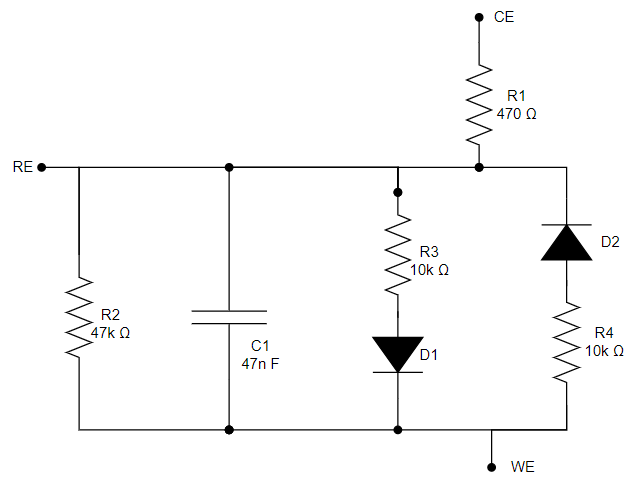 CE
R1
470 Ω
RE
D2
R3
10k Ω
R2
47k Ω
R4
10k Ω
C1
47n F
D1
WE